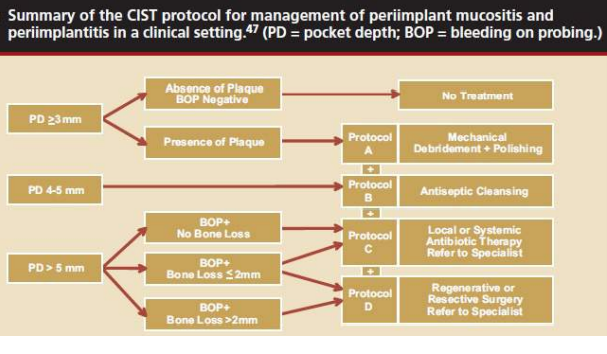 Summary of the CIST protocol for management of periimplant mucositis and
periimplantitis in a clinical setting.47 (PD = pocket depth; BOP = bleeding on probing.)
Absence of Plaque
BOP Negative
No Treatment
PD ≥3mm
Presence of Plaque
Protocol
A
Mechanical
Debridement + Polishing
+
PD 4-5 mm
Protocol
B
Antiseptic Cleansing
+
BOP+
No Bone Loss
Protocol
C
Local or Systemic
Antibiotic Therapy
Refer to Specialist
PD > 5 mm
BOP+
Bone Loss ≤2mm
+
Protocol
D
Regenerative or
Resective Surgery
Refer to Specialist
BOP+
Bone Loss >2mm